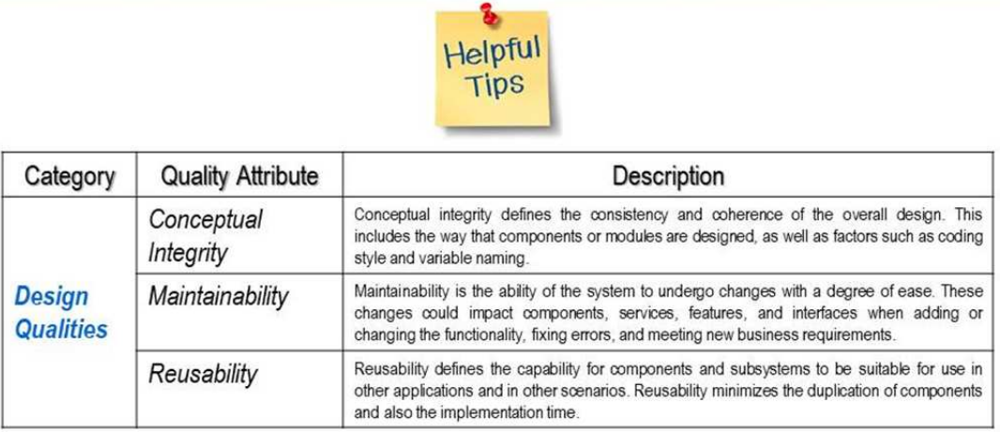 Helpful
Tips
Category
Quality Attribute
Description
Design
Qualities
Conceptual
Integrity
Conceptual integrity defines the consistency and coherence of the overall design. This
includes the way that components or modules are designed, as well as factors such as coding
style and variable naming.
Maintainability
Maintainability is the ability of the system to undergo changes with a degree of ease. These
changes could impact components, services, features, and interfaces when adding or
changing the functionality, fixing errors, and meeting new business requirements.
Reusability
Reusability defines the capability for components and subsystems to be suitable for use in
other applications and in other scenarios. Reusability minimizes the duplication of components
and also the implementation time.